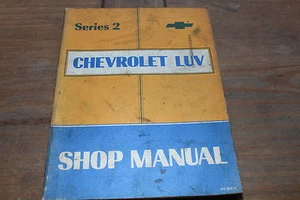 Series 2
CHEVROLET LUV
SHOP MANUAL